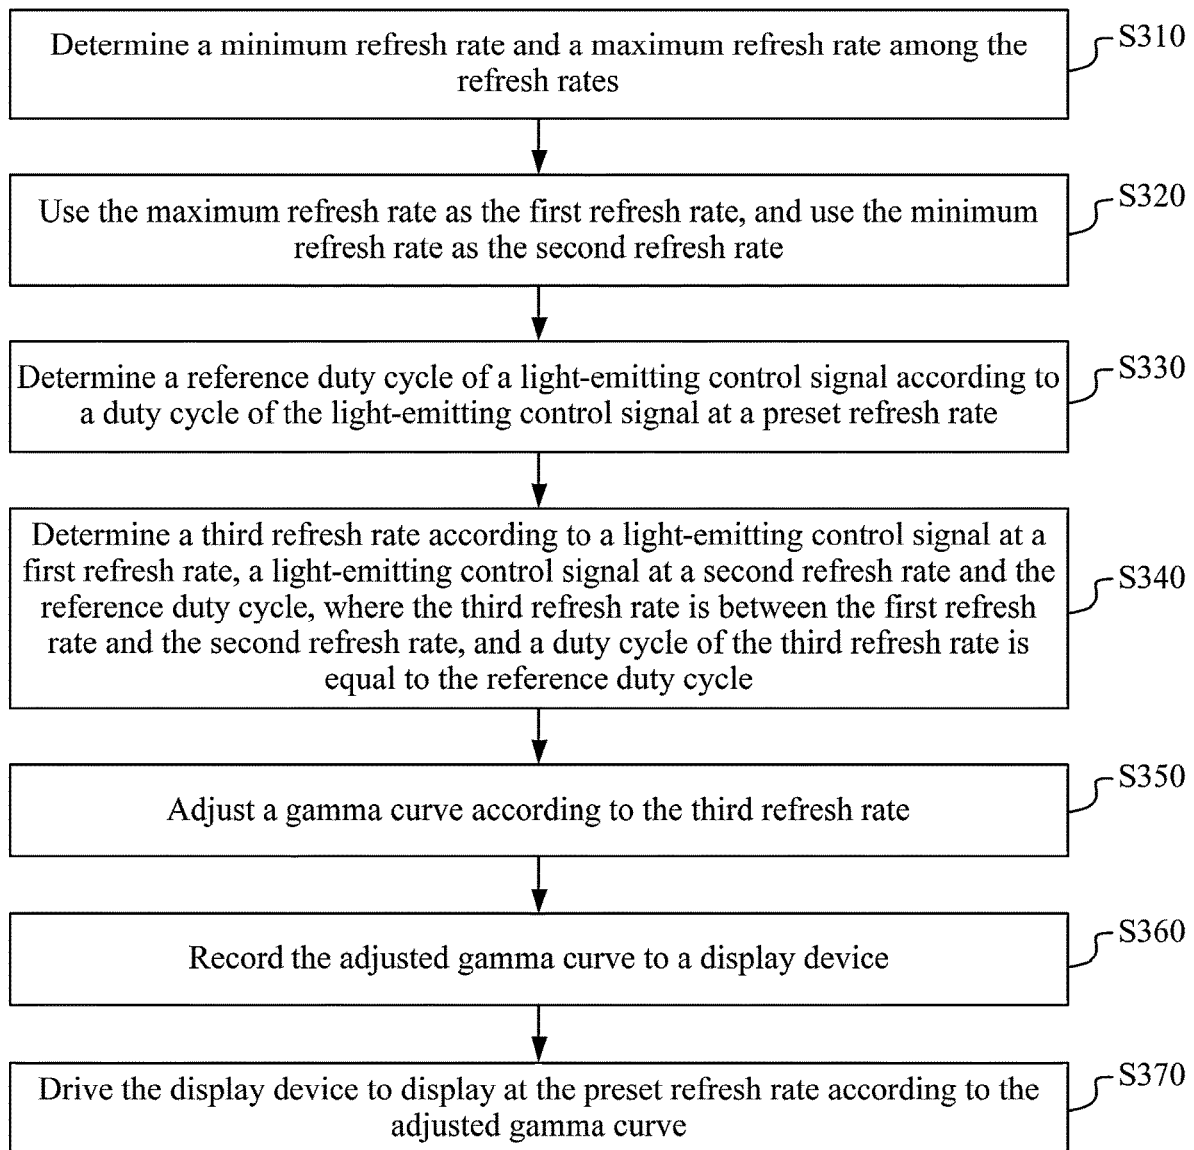 Determine a minimum refresh rate and a maximum refresh rate among the
refresh rates
S310
Use the maximum refresh rate as the first refresh rate, and use the minimum
refresh rate as the second refresh rate
S320
Determine a reference duty cycle of a light-emitting control signal according to
a duty cycle of the light-emitting control signal at a preset refresh rate
S330
Determine a third refresh rate according to a light-emitting control signal at a
first refresh rate, a light-emitting control signal at a second refresh rate and the
reference duty cycle, where the third refresh rate is between the first refresh
rate and the second refresh rate, and a duty cycle of the third refresh rate is
equal to the reference duty cycle
S340
Adjust a gamma curve according to the third refresh rate
S350
Record the adjusted gamma curve to a display device
S360
Drive the display device to display at the preset refresh rate according to the
adjusted gamma curve
S370